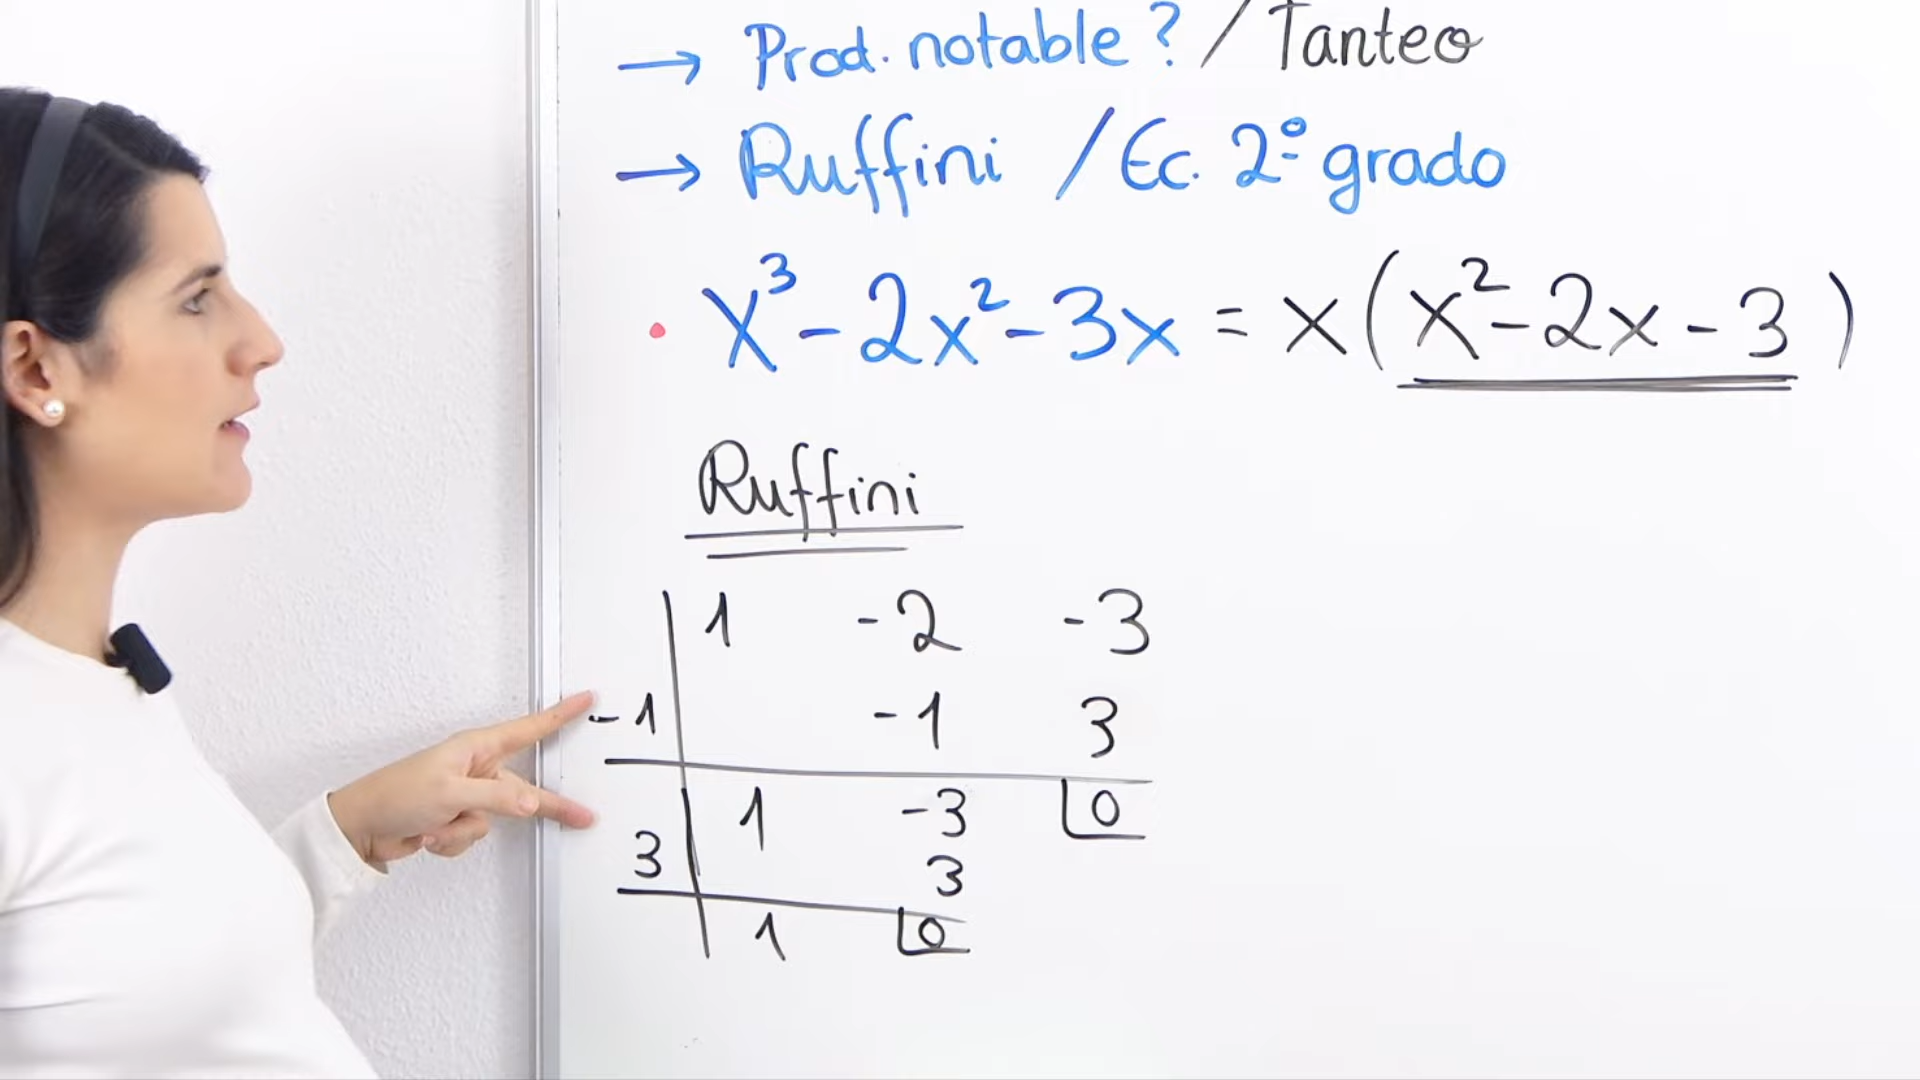 → Prod. notable? / Tanteo
→ Ruffini / Ec. 2º grado
• x³ - 2x² - 3x = x(x² - 2x - 3)
Ruffini
1 -2 -3
-1 -1 3
1 -3 0
3 3
1 0